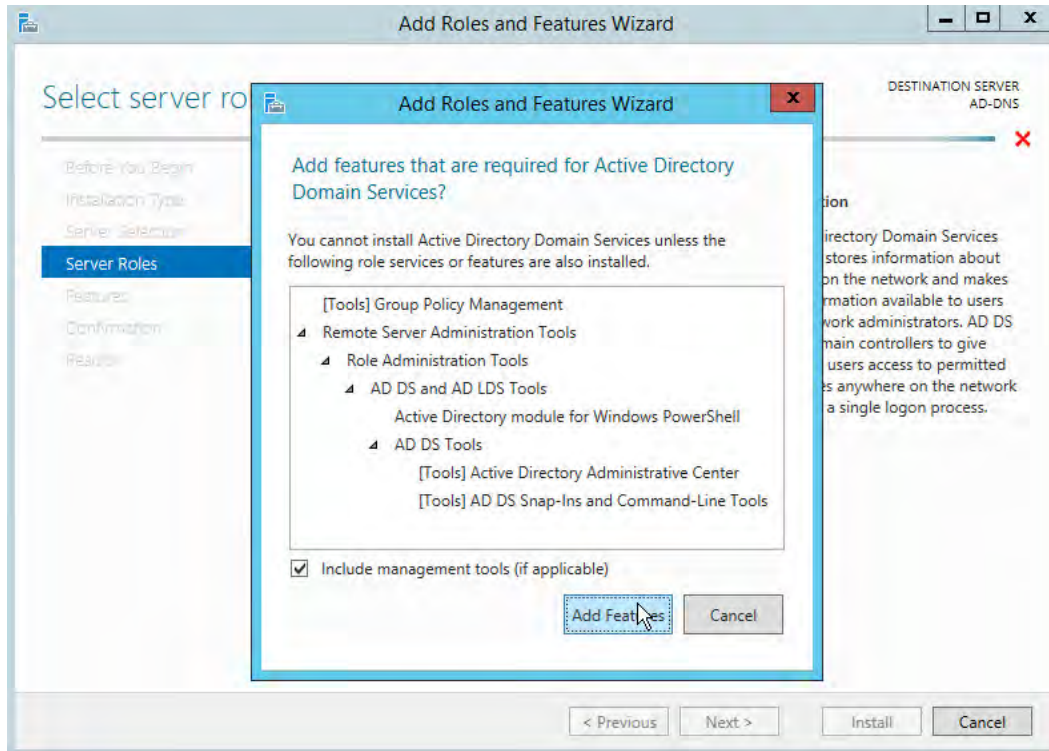 Add Roles and Features Wizard
Select server ro
DESTINATION SERVER
AD-DNS
Before You Begin
Installation Type
Server Selection
Server Roles
Features
Confirmation
Results
Add Roles and Features Wizard
Add features that are required for Active Directory
Domain Services?
You cannot install Active Directory Domain Services unless the
following role services or features are also installed.
[Tools] Group Policy Management
Remote Server Administration Tools
Role Administration Tools
AD DS and AD LDS Tools
Active Directory module for Windows PowerShell
AD DS Tools
[Tools] Active Directory Administrative Center
[Tools] AD DS Snap-Ins and Command-Line Tools
Include management tools (if applicable)
Add Features
Cancel
tion
irectory Domain Services
stores information about
on the network and makes
rmation available to users
work administrators. AD DS
main controllers to give
users access to permitted
es anywhere on the network
a single logon process.
< Previous
Next >
Install
Cancel